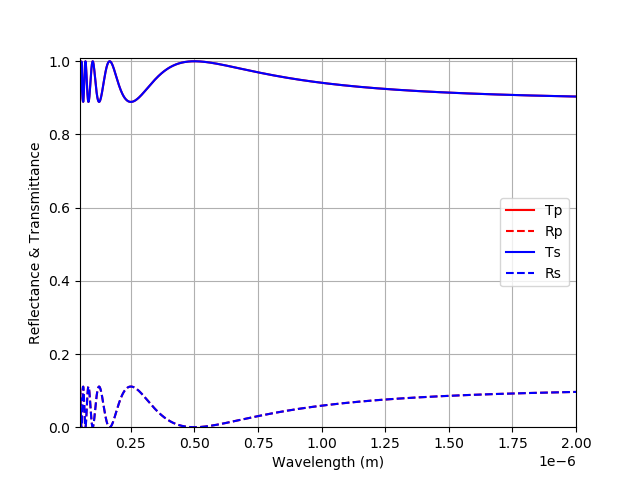 1.0
0.8
0.6
0.4
0.2
0.0
Reflectance & Transmittance
Tp
Rp
Ts
Rs
0.25 0.50 0.75 1.00 1.25 1.50 1.75 2.00
Wavelength (m)
1e−6